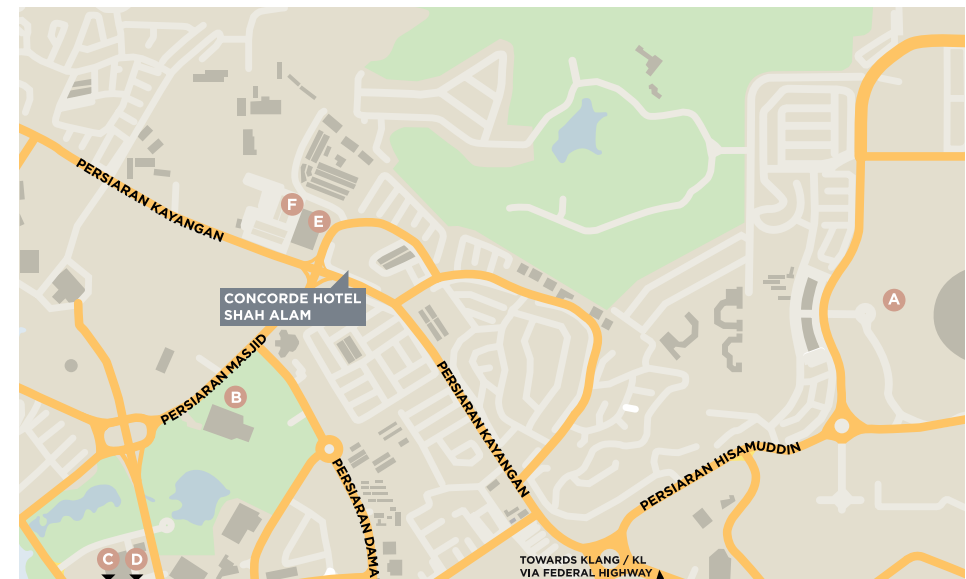 PERSIARAN KAYANGAN
F
E
CONCORDE HOTEL
SHAH ALAM
A
PERSIARAN MASJID
B
PERSIARAN KAYANGAN
PERSIARAN HISAMUDDIN
PERSIARAN DAMA
C
D
TOWARDS KLANG / KL
VIA FEDERAL HIGHWAY